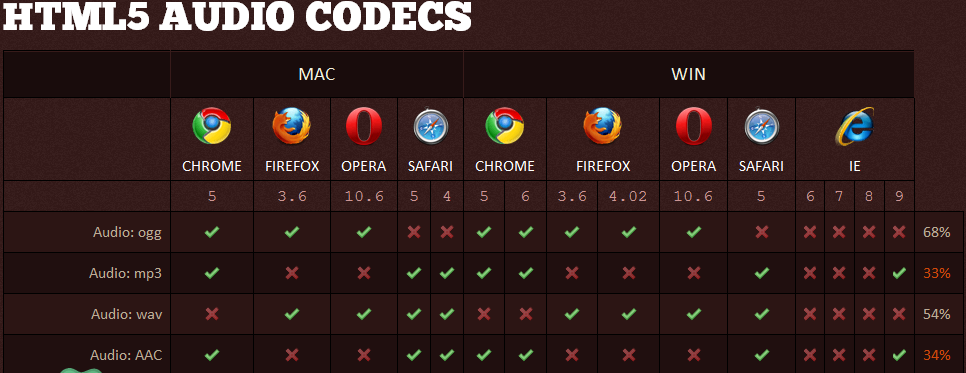 HTML5 AUDIO CODECS
MAC WIN
CHROME FIREFOX OPERA SAFARI CHROME FIREFOX OPERA SAFARI IE
5 3.6 10.6 5 4 5 6 3.6 4.02 10.6 5 6 7 8 9
Audio: ogg 68%
Audio: mp3 33%
Audio: wav 54%
Audio: AAC 34%